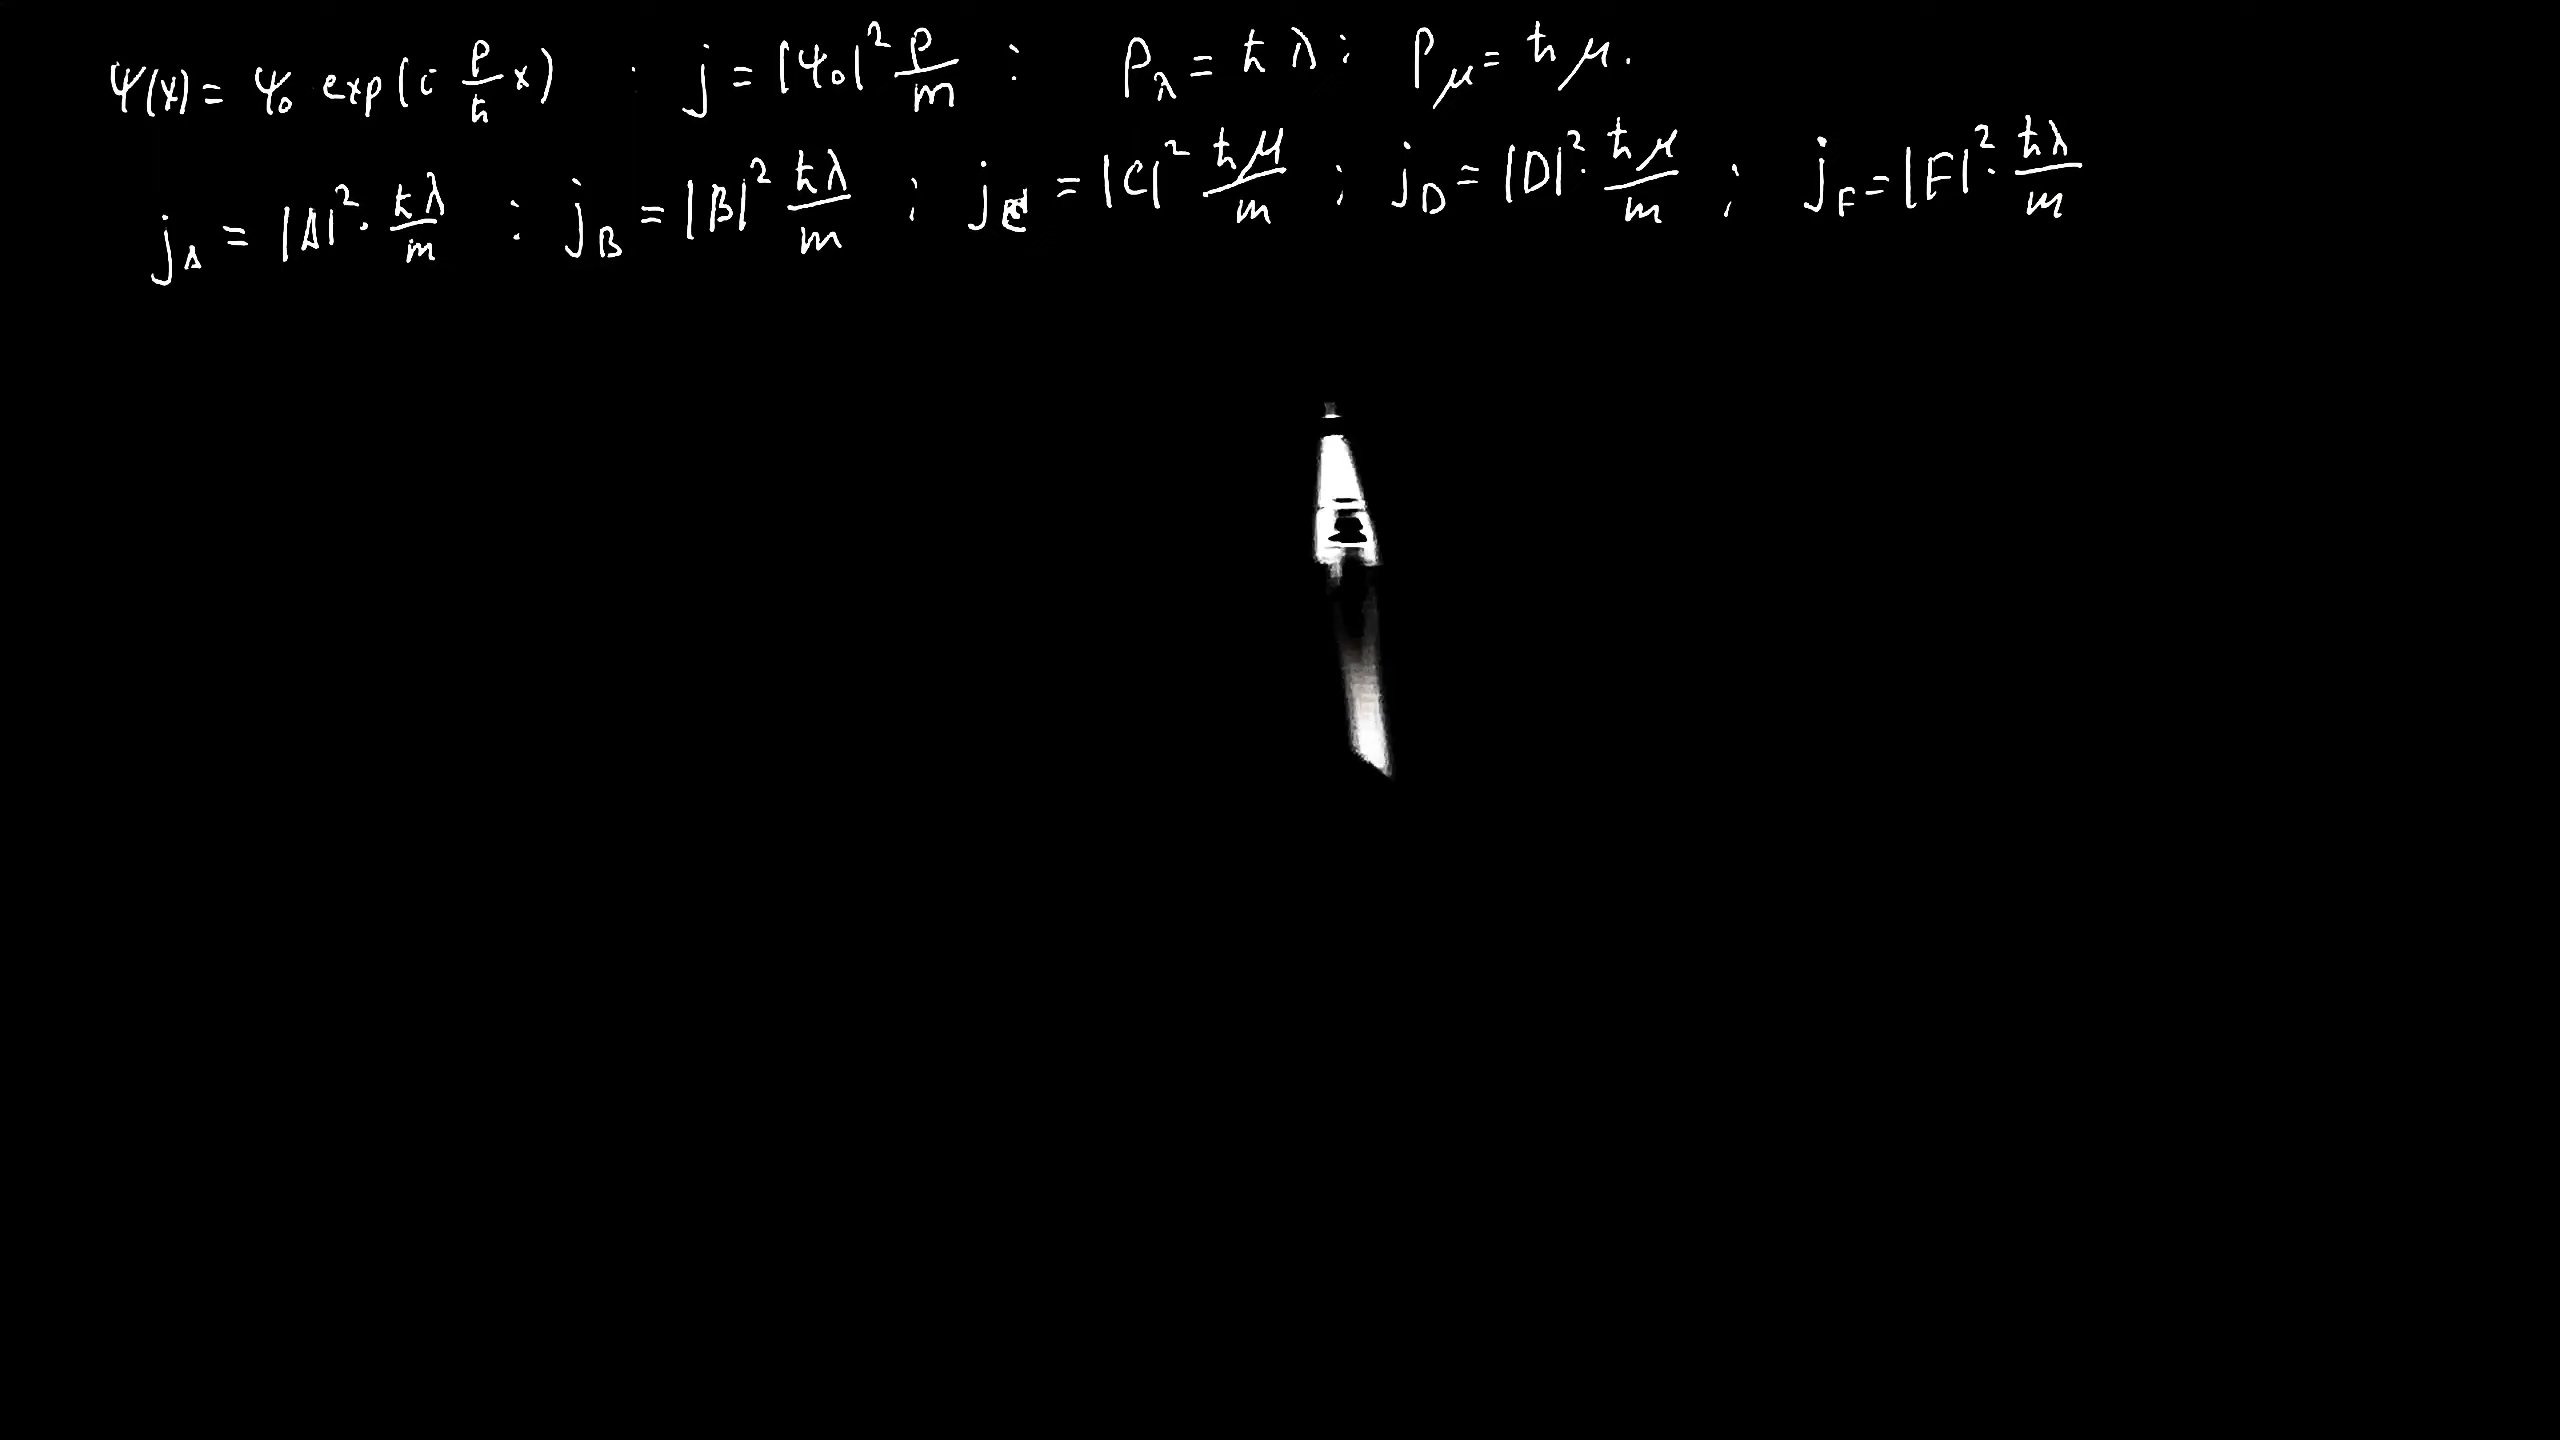 Ψ(x) = Ψ₀ exp(i p/ħ x) ; j = |Ψ₀|² p/m ; p_λ = ħλ ; p_μ = ħμ.
j_A = |A|² · ħλ/m ; j_B = |B|² ħλ/m ; j_C = |C|² ħμ/m ; j_D = |D|² · ħμ/m ; j_F = |F|² · ħλ/m